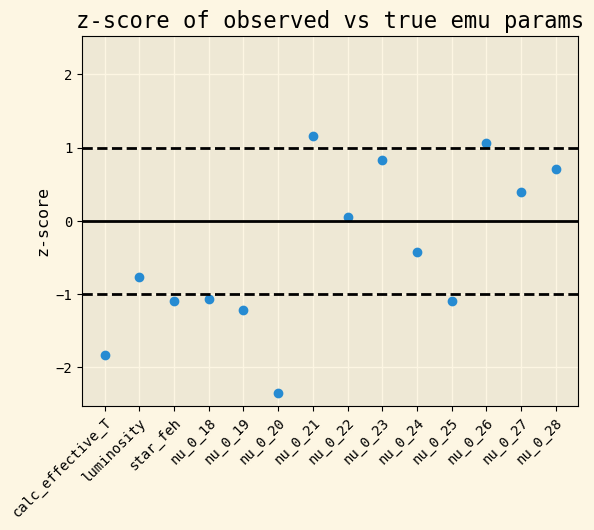 z-score of observed vs true emu params
z-score
2
1
0
−1
−2
calc_effective_T
luminosity
star_feh
nu_0_18
nu_0_19
nu_0_20
nu_0_21
nu_0_22
nu_0_23
nu_0_24
nu_0_25
nu_0_26
nu_0_27
nu_0_28